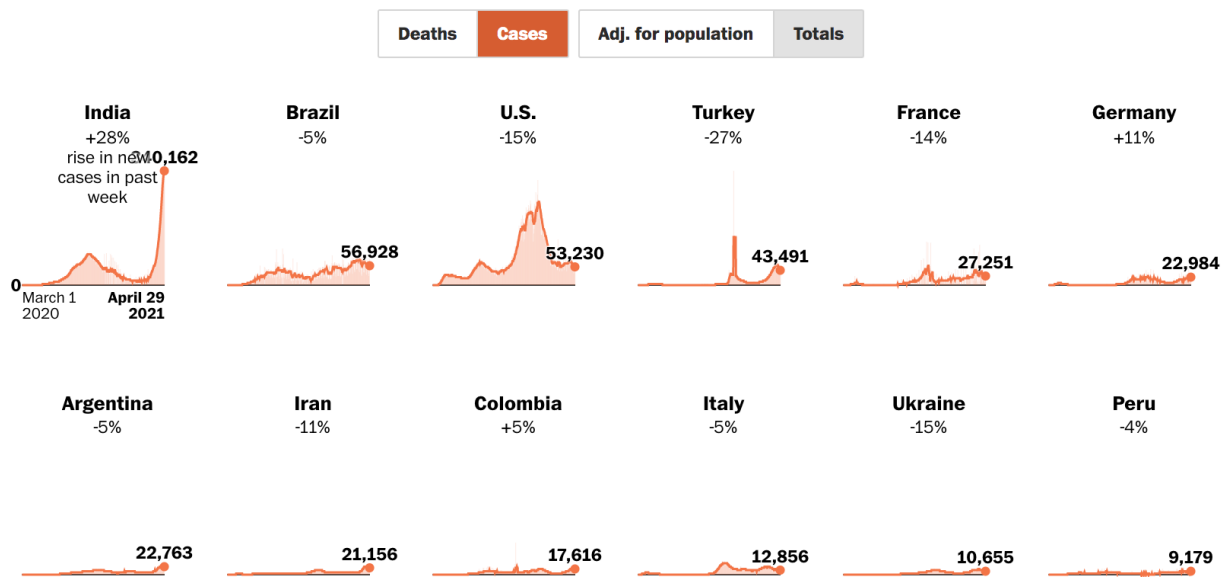 Deaths Cases Adj. for population Totals
India Brazil U.S. Turkey France Germany
+28% -5% -15% -27% -14% +11%
rise in new
cases in past
week
240,162
56,928 53,230 43,491 27,251 22,984
0
March 1 April 29
2020 2021
Argentina Iran Colombia Italy Ukraine Peru
-5% -11% +5% -5% -15% -4%
22,763 21,156 17,616 12,856 10,655 9,179